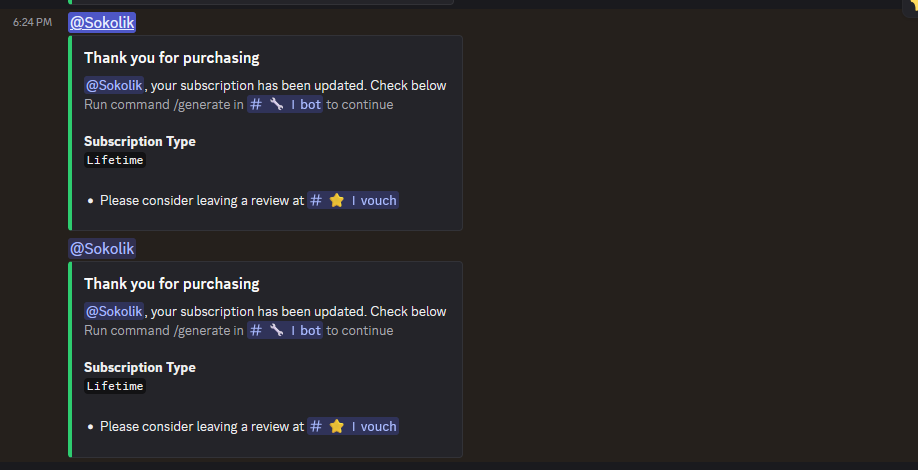 6:24 PM @Sokolik
Thank you for purchasing
@Sokolik, your subscription has been updated. Check below
Run command /generate in # 🔧 | bot to continue
Subscription Type
Lifetime
• Please consider leaving a review at # ⭐ | vouch
@Sokolik
Thank you for purchasing
@Sokolik, your subscription has been updated. Check below
Run command /generate in # 🔧 | bot to continue
Subscription Type
Lifetime
• Please consider leaving a review at # ⭐ | vouch